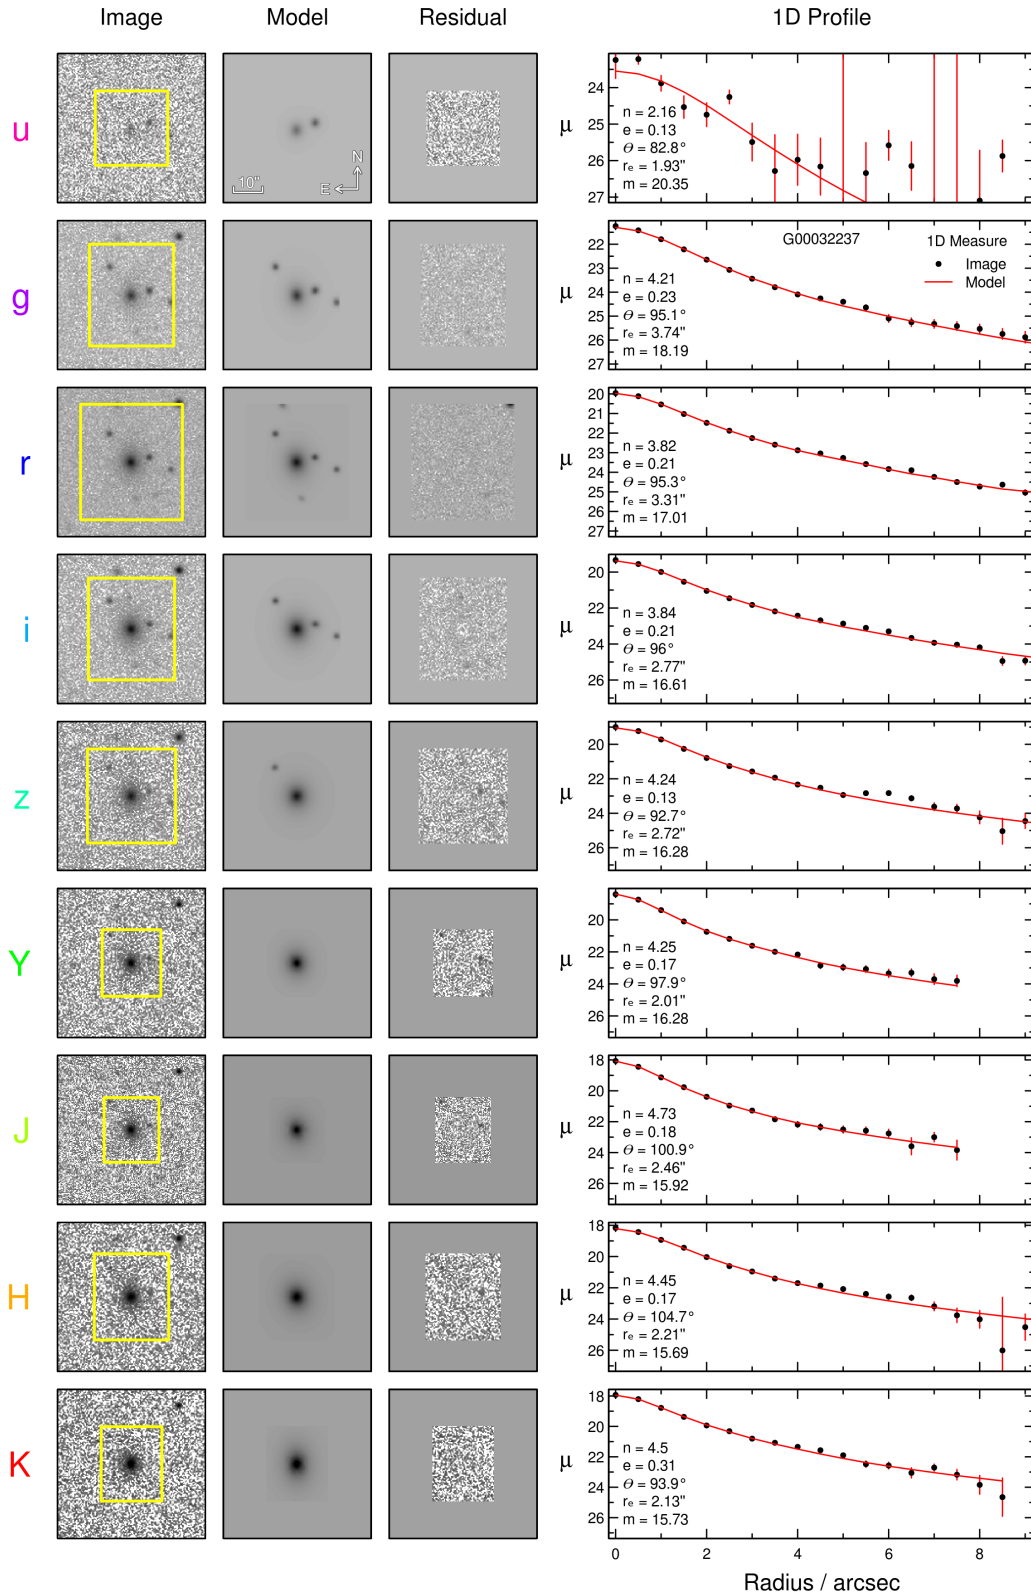 Image Model Residual 1D Profile
u
10"
N
E
μ
24
25
26
27
n = 2.16
e = 0.13
Θ = 82.8°
rₑ = 1.93"
m = 20.35
g
μ
22
23
24
25
26
27
G00032237
1D Measure
Image
Model
n = 4.21
e = 0.23
Θ = 95.1°
rₑ = 3.74"
m = 18.19
r
μ
20
21
22
23
24
25
26
27
n = 3.82
e = 0.21
Θ = 95.3°
rₑ = 3.31"
m = 17.01
i
μ
20
22
24
26
n = 3.84
e = 0.21
Θ = 96°
rₑ = 2.77"
m = 16.61
z
μ
20
22
24
26
n = 4.24
e = 0.13
Θ = 92.7°
rₑ = 2.72"
m = 16.28
Y
μ
20
22
24
26
n = 4.25
e = 0.17
Θ = 97.9°
rₑ = 2.01"
m = 16.28
J
μ
18
20
22
24
26
n = 4.73
e = 0.18
Θ = 100.9°
rₑ = 2.46"
m = 15.92
H
μ
18
20
22
24
26
n = 4.45
e = 0.17
Θ = 104.7°
rₑ = 2.21"
m = 15.69
K
μ
18
20
22
24
26
n = 4.5
e = 0.31
Θ = 93.9°
rₑ = 2.13"
m = 15.73
0 2 4 6 8
Radius / arcsec